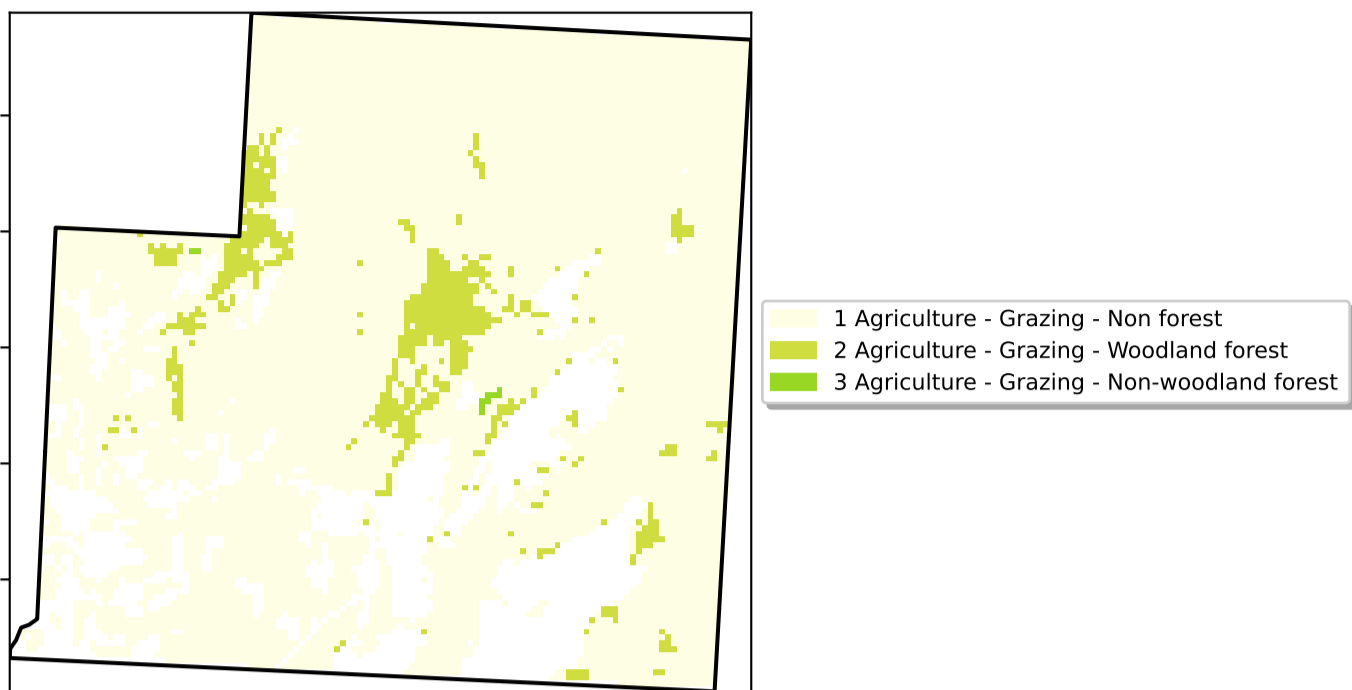 1 Agriculture - Grazing - Non forest
2 Agriculture - Grazing - Woodland forest
3 Agriculture - Grazing - Non-woodland forest